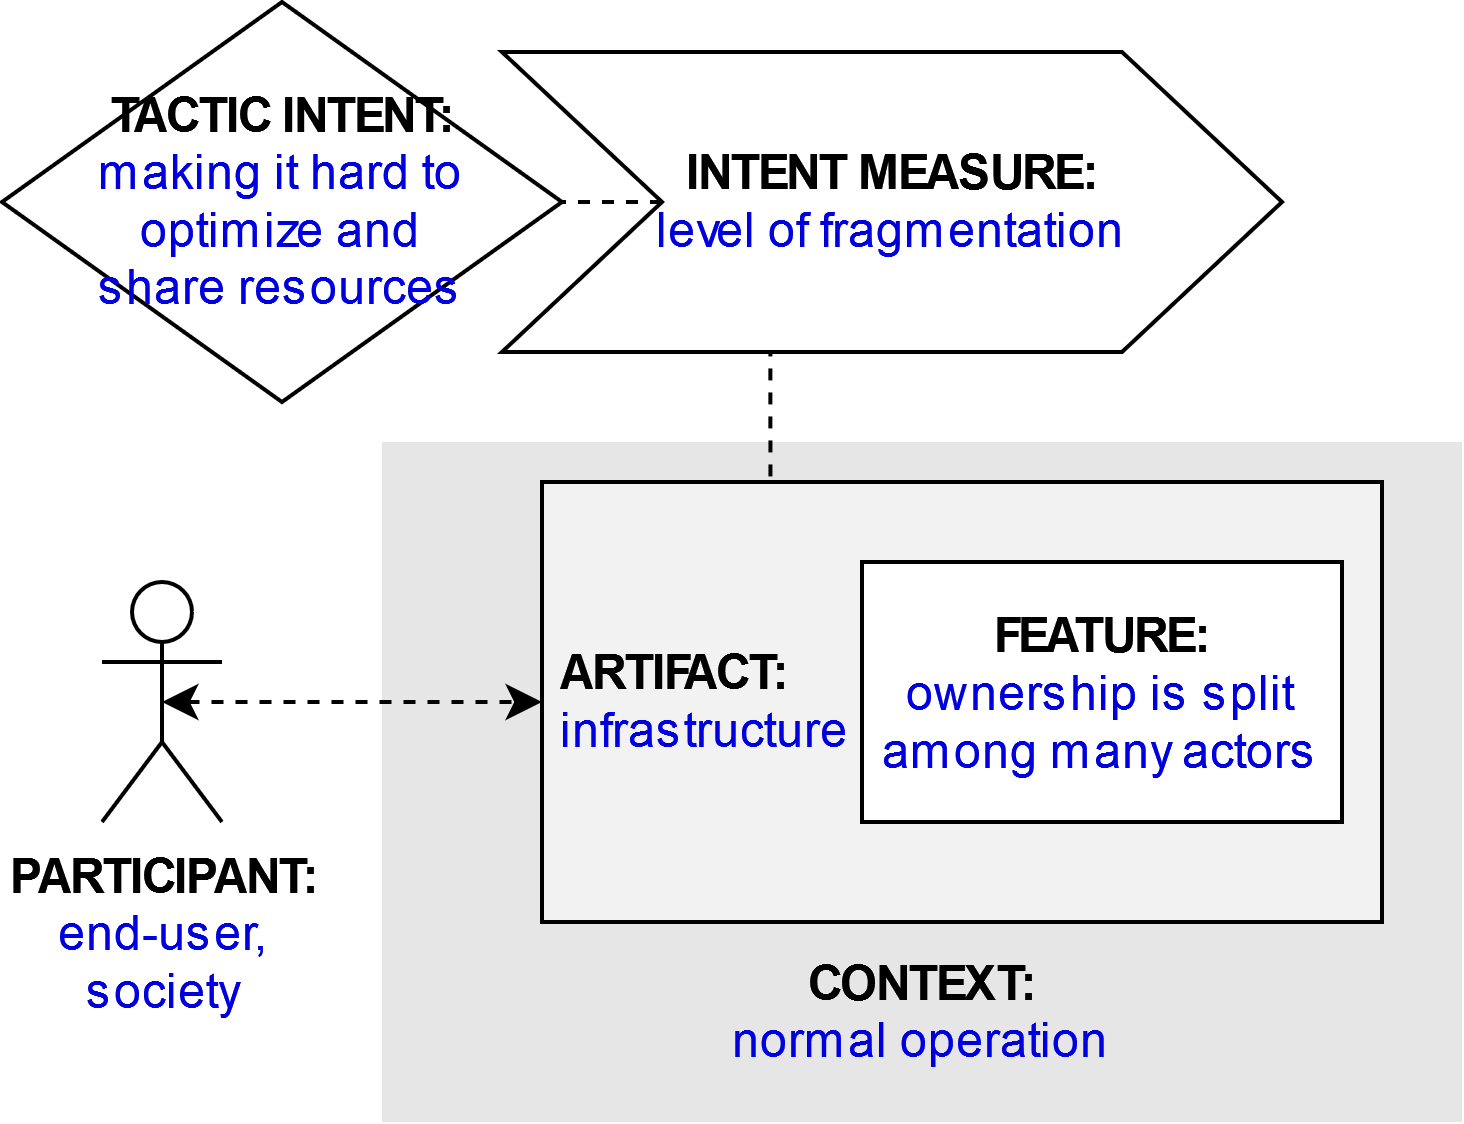 TACTIC INTENT:
making it hard to
optimize and
share resources
INTENT MEASURE:
level of fragmentation
ARTIFACT:
infrastructure
FEATURE:
ownership is split
among many actors
PARTICIPANT:
end-user,
society
CONTEXT:
normal operation